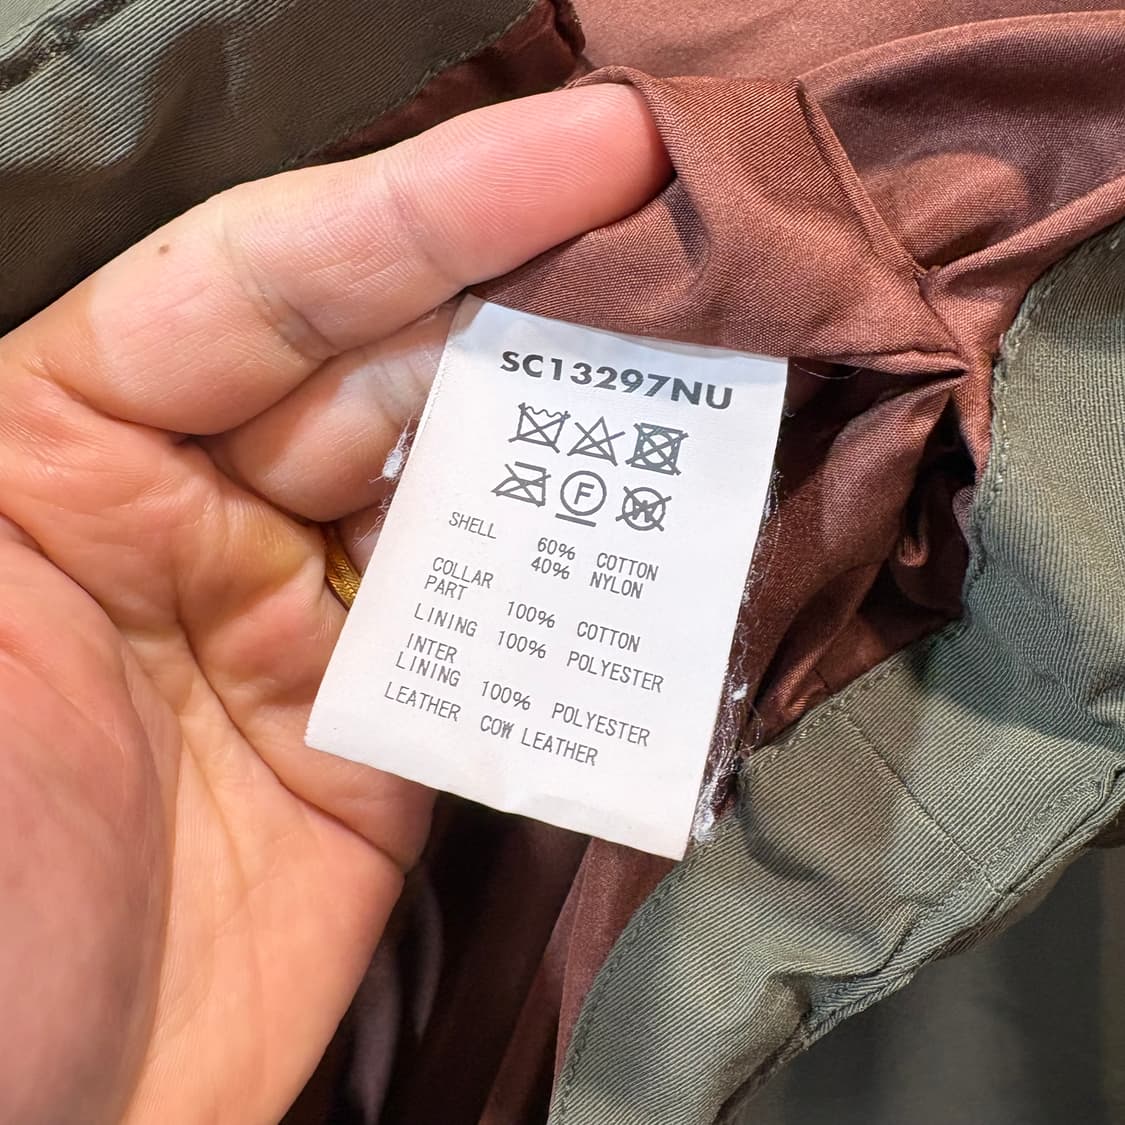 SC13297NU
F
W
SHELL 60% COTTON
40% NYLON
COLLAR
PART 100% COTTON
LINING 100% POLYESTER
INTER
LINING 100% POLYESTER
LEATHER COW LEATHER